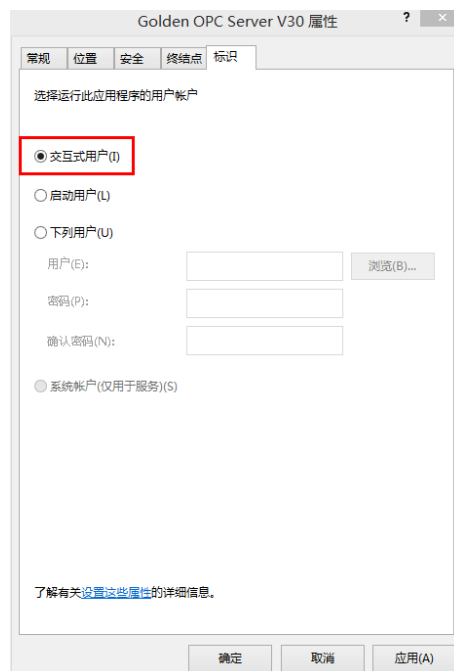 Golden OPC Server V30 属性
?
×
常规 位置 安全 终结点 标识
选择运行此应用程序的用户帐户
交互式用户(I)
启动用户(L)
下列用户(U)
用户(E): 浏览(B)...
密码(P):
确认密码(N):
系统帐户(仅用于服务)(S)
了解有关设置这些属性的详细信息。
确定 取消 应用(A)